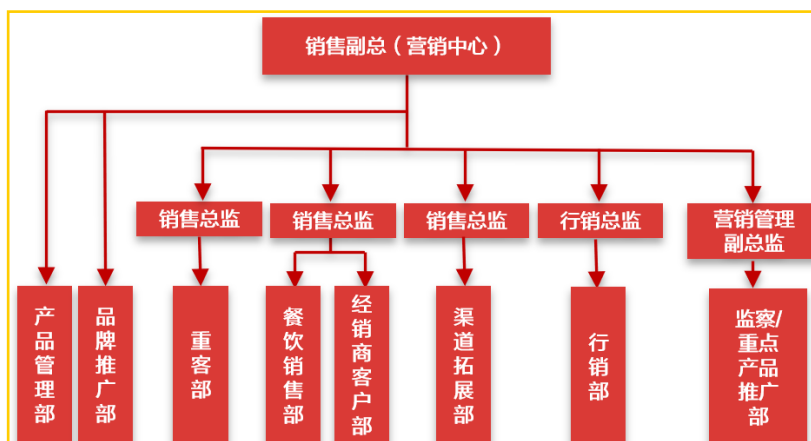 销售副总（营销中心）
销售总监
销售总监
销售总监
行销总监
营销管理
副总监
产品管理部
品牌推广部
重客部
餐饮销售部
经销商客户部
渠道拓展部
行销部
监察/
重点
产品
推广
部